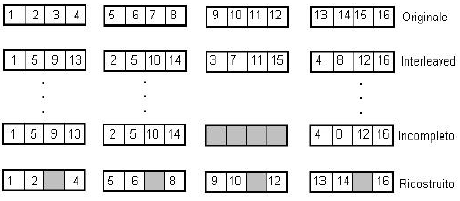 1 2 3 4 5 6 7 8 9 10 11 12 13 14 15 16 Originale
1 5 9 13 2 5 10 14 3 7 11 15 4 8 12 16 Interleaved
1 5 9 13 2 5 10 14 4 12 16 Incompleto
1 2 4 5 6 8 9 10 12 13 14 16 Ricostruito